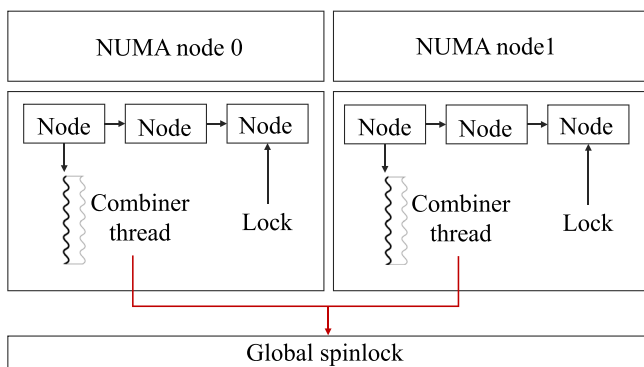 NUMA node 0
NUMA node1
Node
Node
Node
Combiner
thread
Lock
Node
Node
Node
Combiner
thread
Lock
Global spinlock